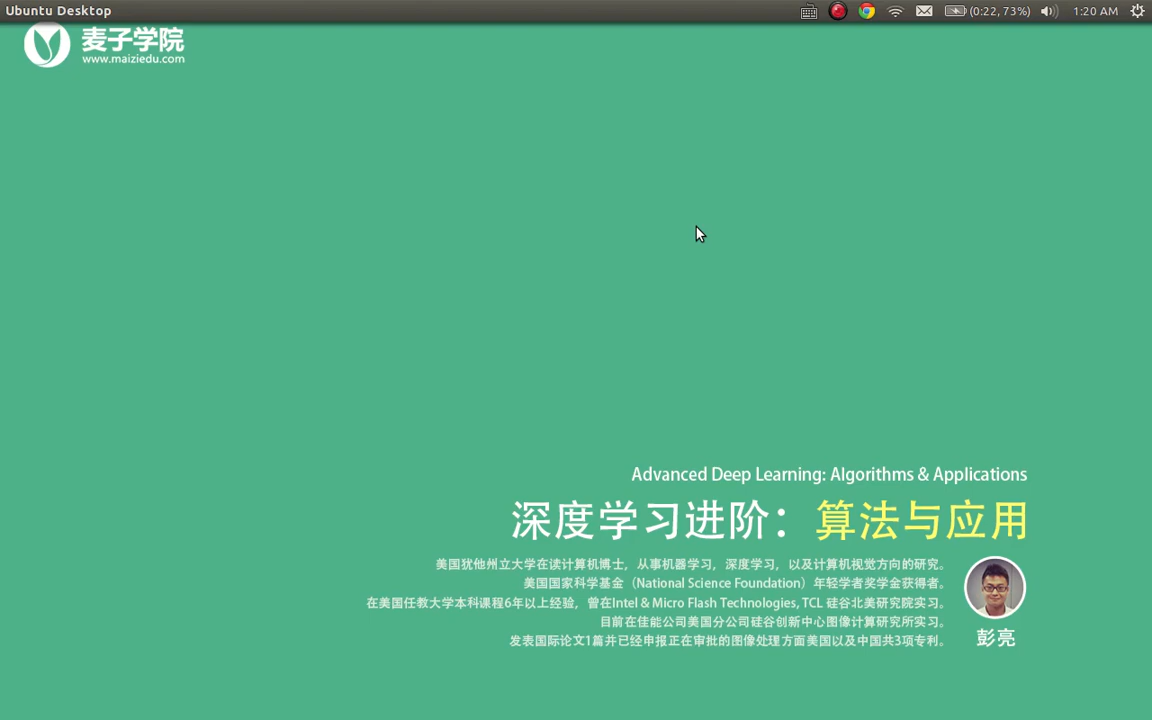 Ubuntu Desktop
(0:22, 73%)
1:20 AM
麦子学院
www.maiziedu.com
Advanced Deep Learning: Algorithms & Applications
深度学习进阶：算法与应用
美国犹他州立大学在读计算机博士，从事机器学习，深度学习，以及计算机视觉方向的研究。
美国国家科学基金（National Science Foundation）年轻学者奖学金获得者。
在美国任教大学本科课程6年以上经验，曾在Intel & Micro Flash Technologies, TCL 硅谷北美研究院实习。
目前在佳能公司美国分公司硅谷创新中心图像计算研究所实习。
发表国际论文1篇并已经申报正在审批的图像处理方面美国以及中国共3项专利。
彭亮